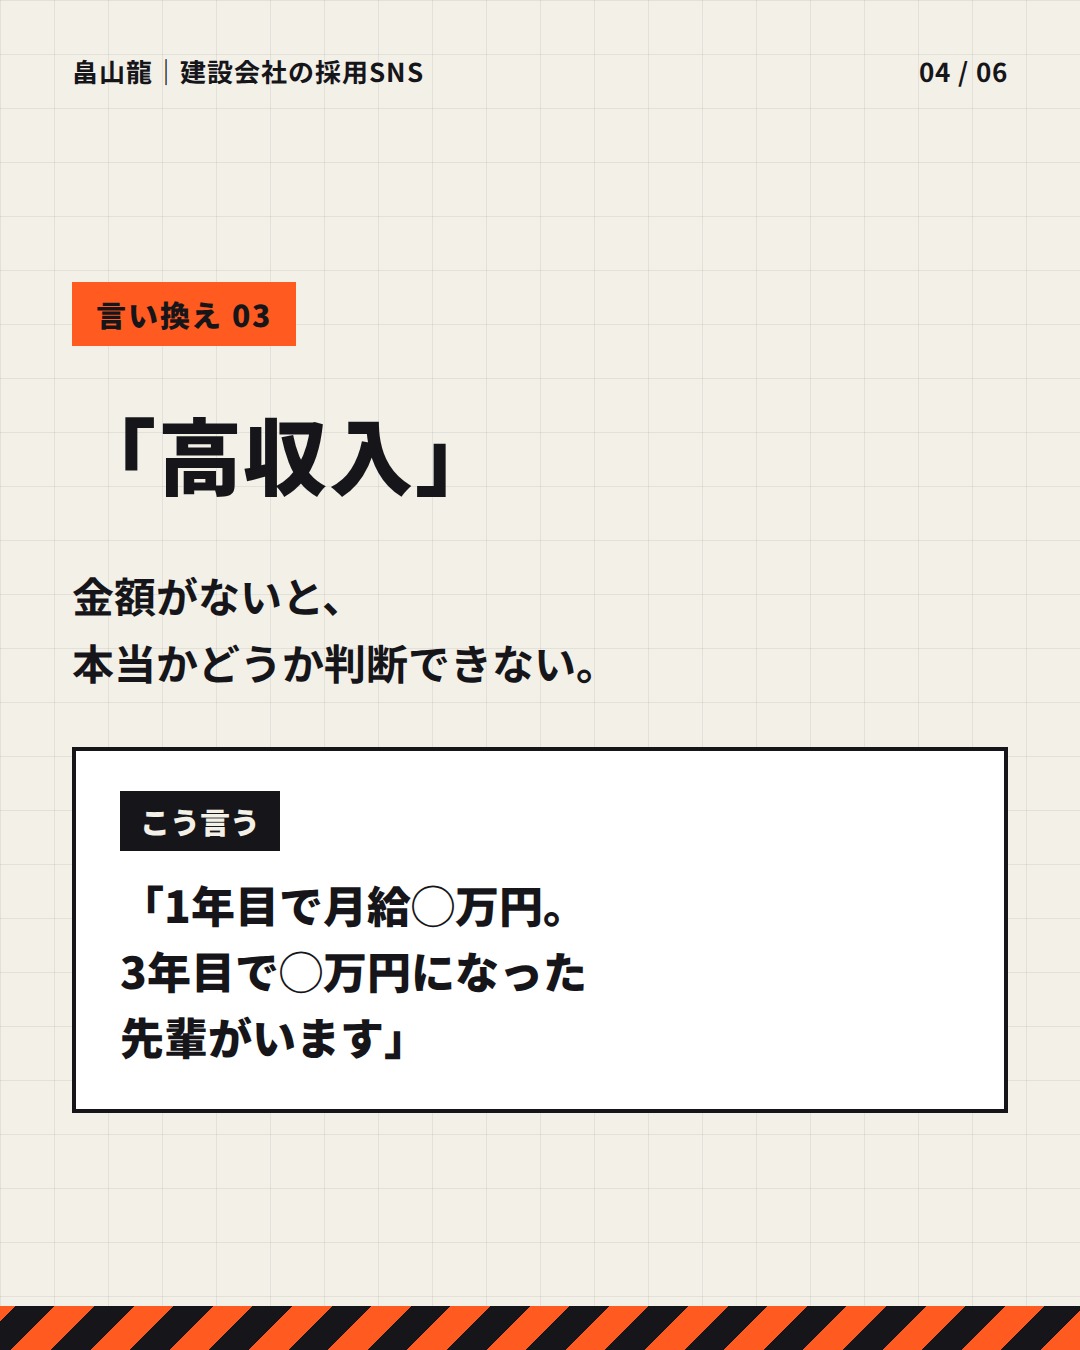 畠山龍｜建設会社の採用SNS
04 / 06
言い換え 03
「高収入」
金額がないと、
本当かどうか判断できない。
こう言う
「1年目で月給◯万円。
3年目で◯万円になった
先輩がいます」